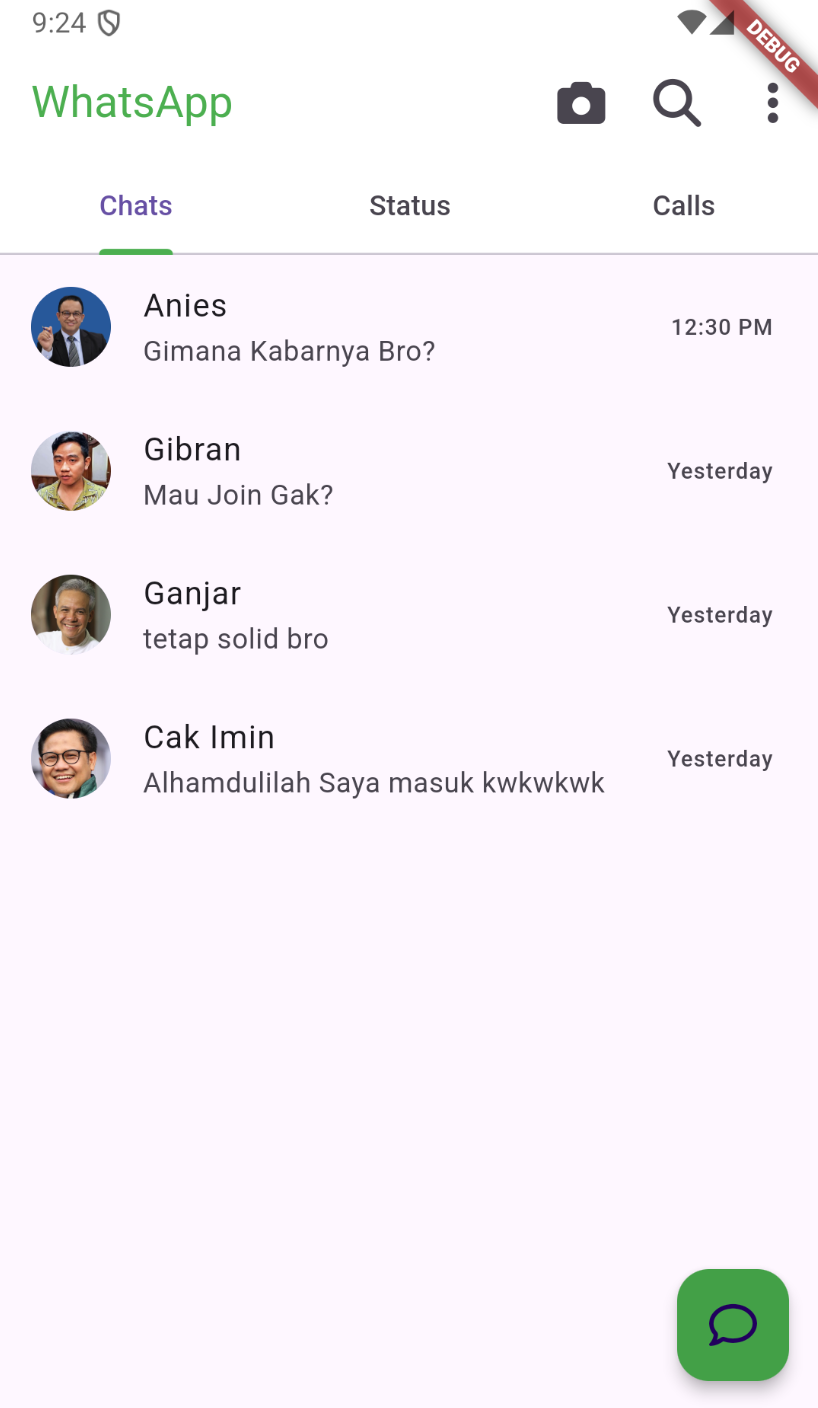 9:24
DEBUG
WhatsApp
Chats Status Calls
Anies
Gimana Kabarnya Bro?
12:30 PM
Gibran
Mau Join Gak?
Yesterday
Ganjar
tetap solid bro
Yesterday
Cak Imin
Alhamdulilah Saya masuk kwkwkwk
Yesterday